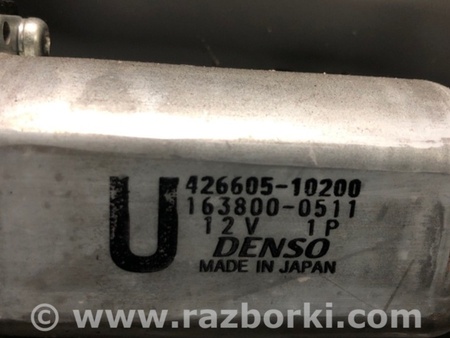 U
426605-10200
163800-0511
12V 1P
DENSO
MADE IN JAPAN
www.razborki.com